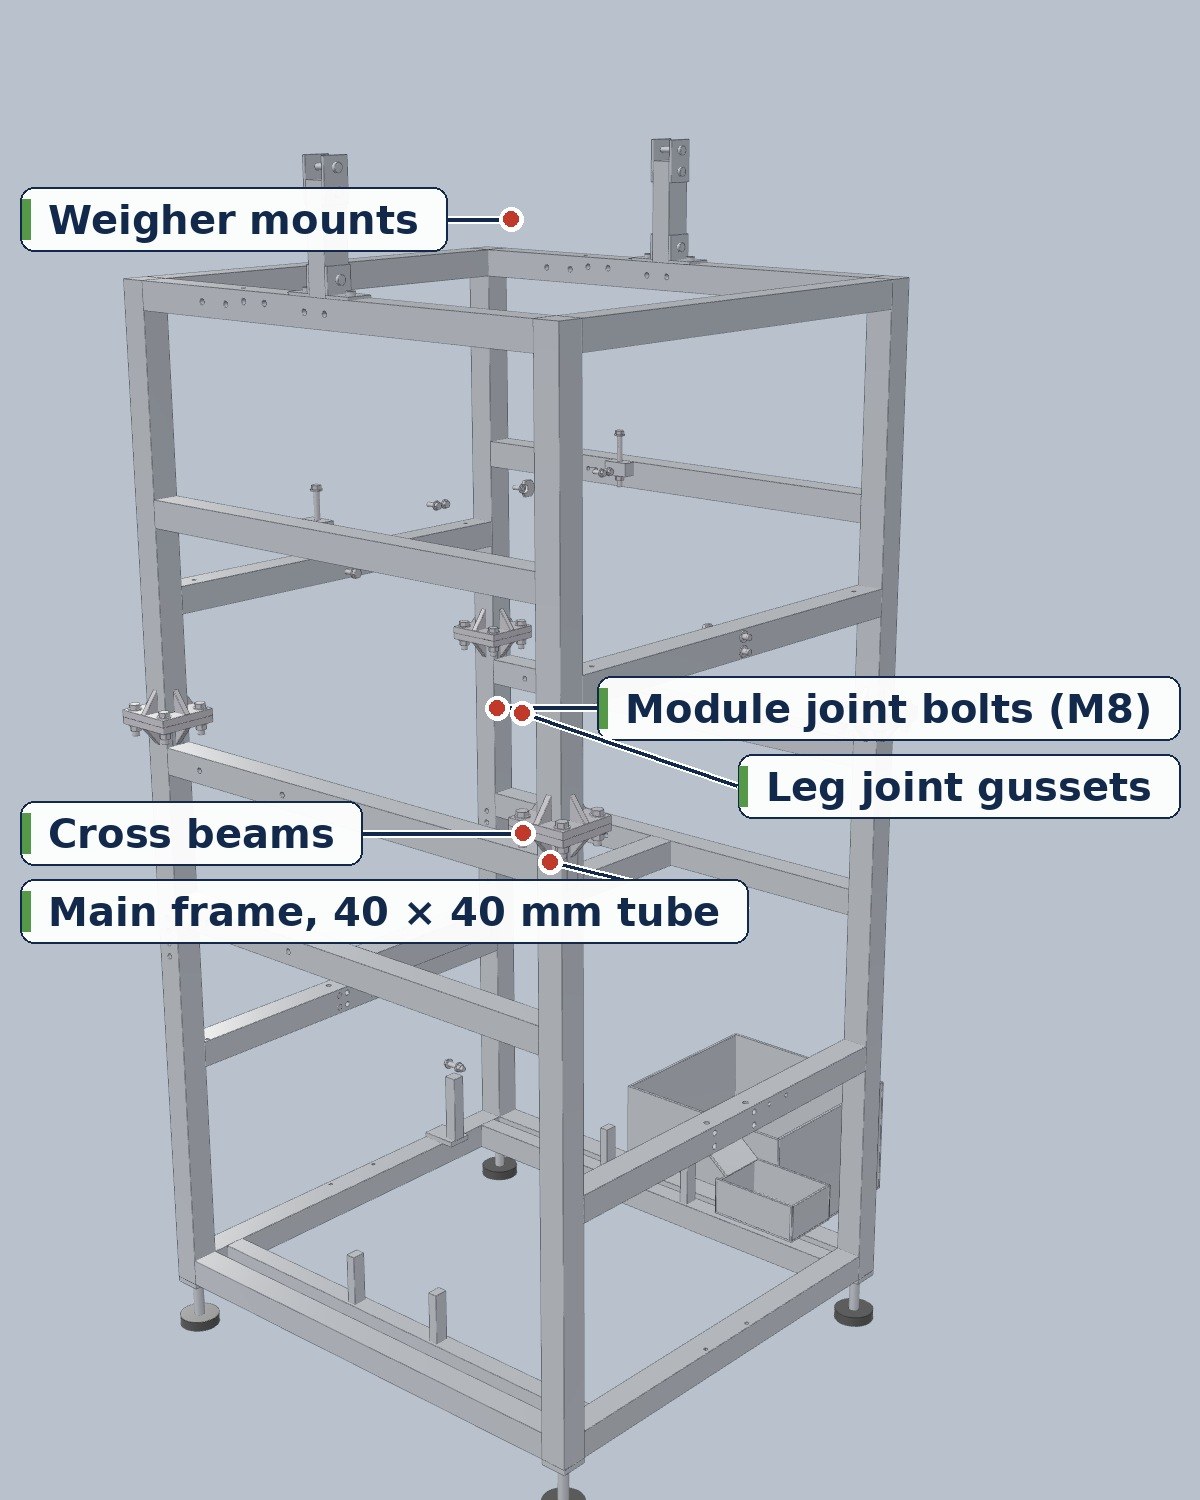 Weigher mounts
Module joint bolts (M8)
Leg joint gussets
Cross beams
Main frame, 40 × 40 mm tube